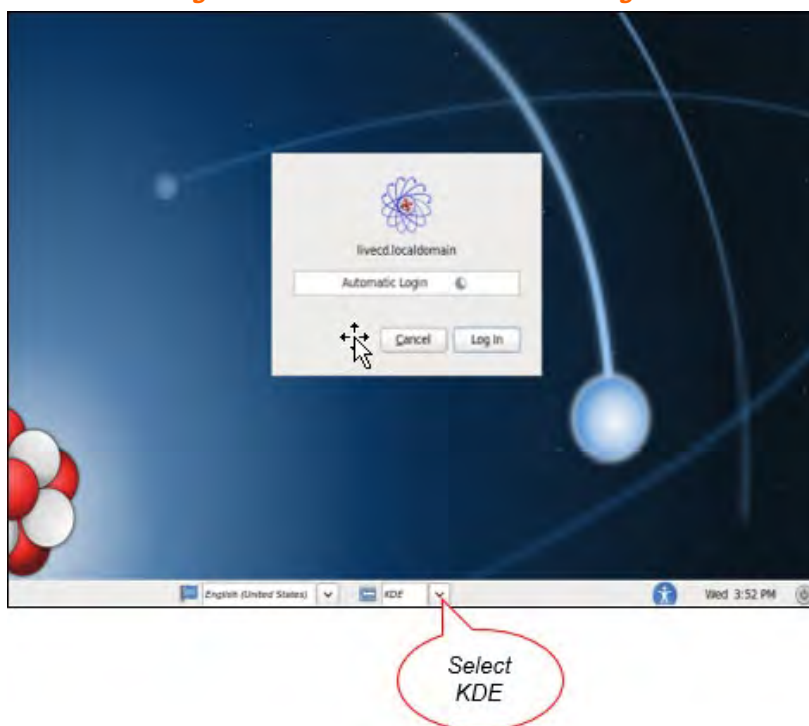 livecd.localdomain
Automatic Login
Cancel
Log In
English (United States)
KDE
Wed 3:52 PM
Select
KDE